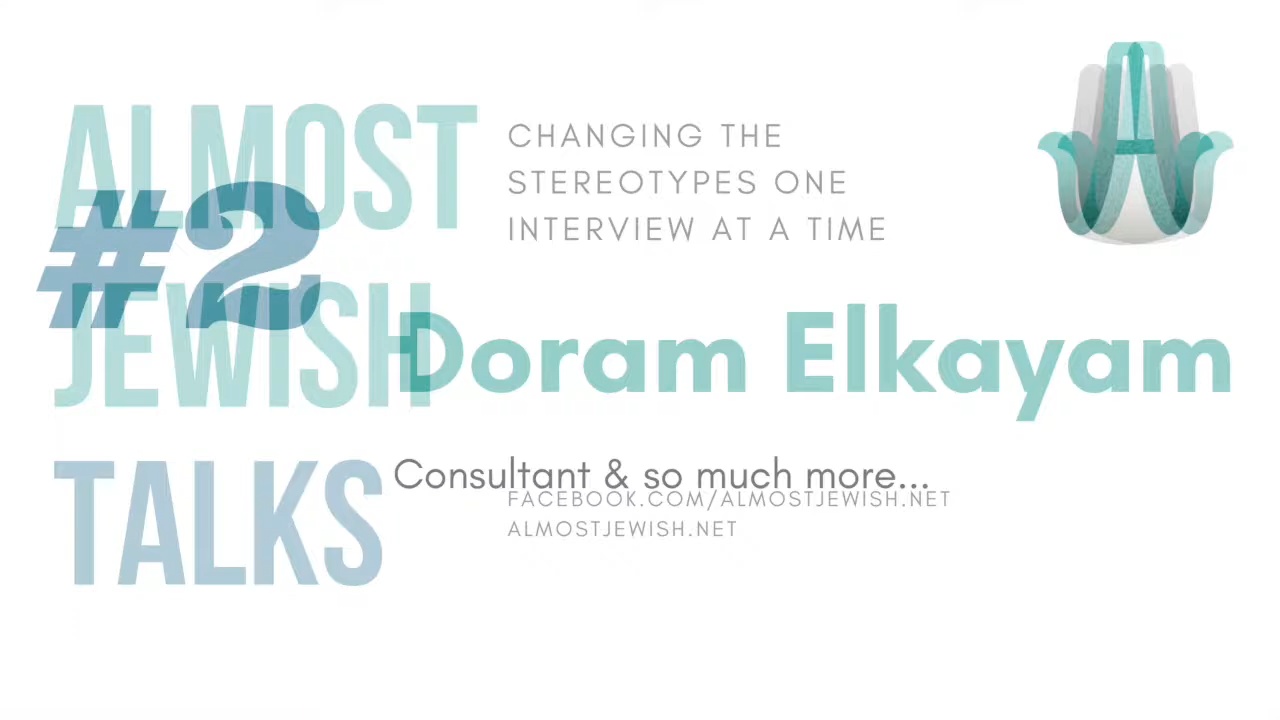 ALMOST
JEWISH
TALKS
CHANGING THE
STEREOTYPES ONE
INTERVIEW AT A TIME
#2
Doram Elkayam
Consultant & so much more...
FACEBOOK.COM/ALMOSTJEWISH.NET
ALMOSTJEWISH.NET